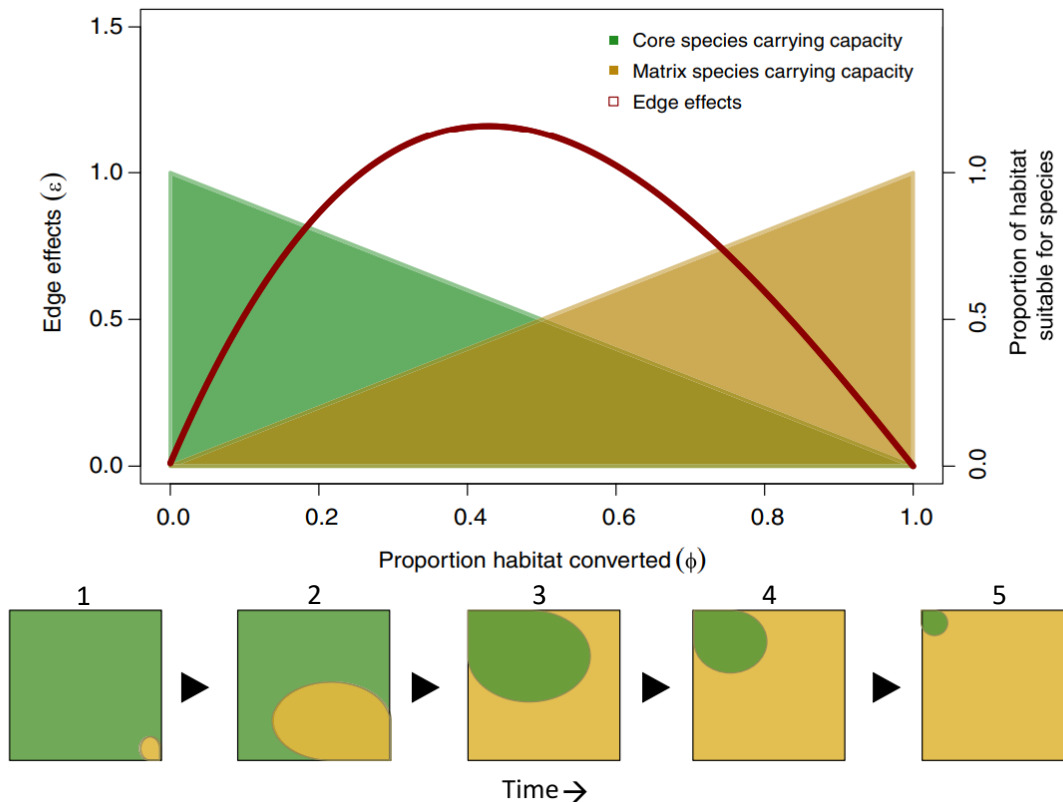 1.5
1.0
0.5
0.0
Edge effects (ε)
Core species carrying capacity
Matrix species carrying capacity
Edge effects
1.0
0.5
0.0
Proportion of habitat
suitable for species
0.0 0.2 0.4 0.6 0.8 1.0
Proportion habitat converted (ϕ)
1 2 3 4 5
Time →